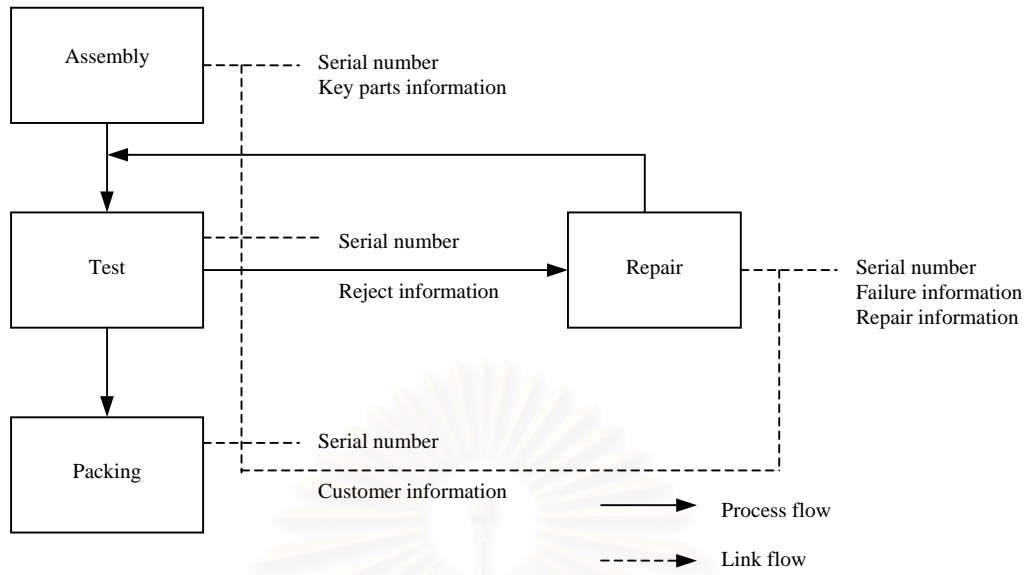 Assembly
Serial number
Key parts information
Test
Serial number
Reject information
Repair
Serial number
Failure information
Repair information
Packing
Serial number
Customer information
Process flow
Link flow